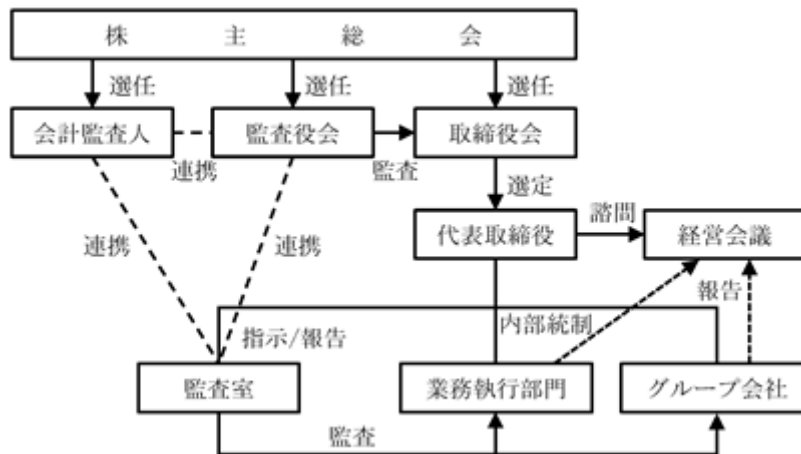 株主総会
選任
選任
選任
会計監査人
監査役会
取締役会
連携
監査
選定
諮問
代表取締役
経営会議
連携
連携
報告
内部統制
指示/報告
監査室
業務執行部門
グループ会社
監査